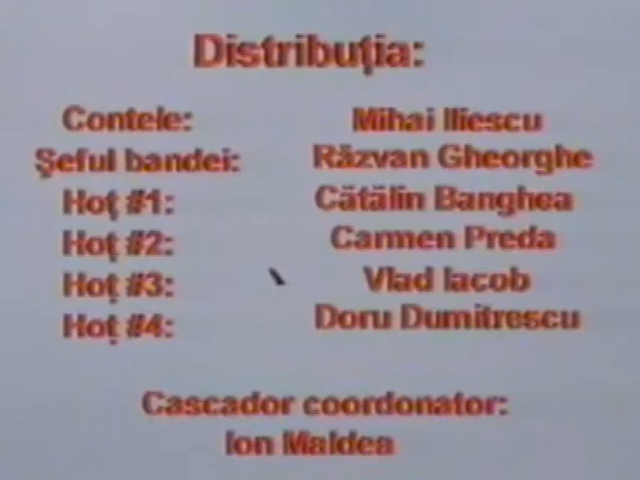 Distribuţia:
Contele: Mihai Iliescu
Şeful bandei: Răzvan Gheorghe
Hoţ #1: Cătălin Banghea
Hoţ #2: Carmen Preda
Hoţ #3: Vlad Iacob
Hoţ #4: Doru Dumitrescu
Cascador coordonator:
Ion Maldea